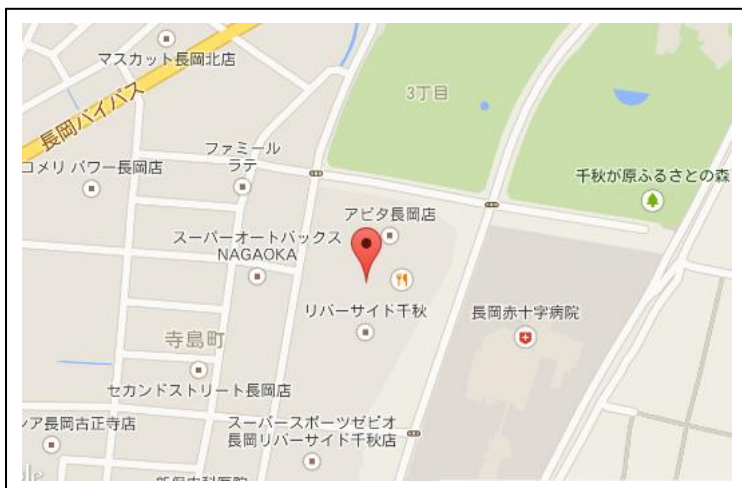 マスカット長岡北店
3丁目
長岡バイパス
ファミール
ラテ
コメリ パワー長岡店
千秋が原ふるさとの森
アピタ長岡店
スーパーオートバックス
NAGAOKA
リバーサイド千秋
長岡赤十字病院
寺島町
セカンドストリート長岡店
スーパースポーツゼビオ
長岡リバーサイド千秋店
ア長岡古正寺店